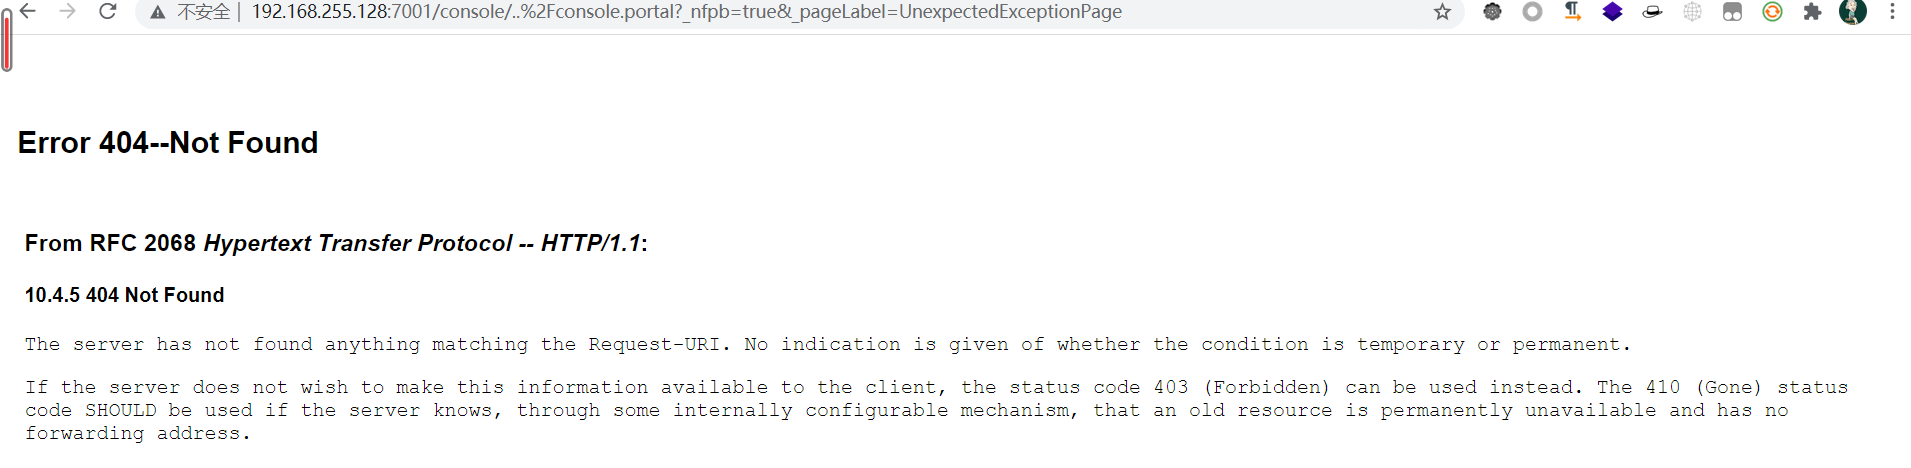 不安全 | 192.168.255.128:7001/console/..%2Fconsole.portal?_nfpb=true&_pageLabel=UnexpectedExceptionPage
Error 404--Not Found
From RFC 2068 Hypertext Transfer Protocol -- HTTP/1.1:
10.4.5 404 Not Found
The server has not found anything matching the Request-URI. No indication is given of whether the condition is temporary or permanent.
If the server does not wish to make this information available to the client, the status code 403 (Forbidden) can be used instead. The 410 (Gone) status
code SHOULD be used if the server knows, through some internally configurable mechanism, that an old resource is permanently unavailable and has no
forwarding address.